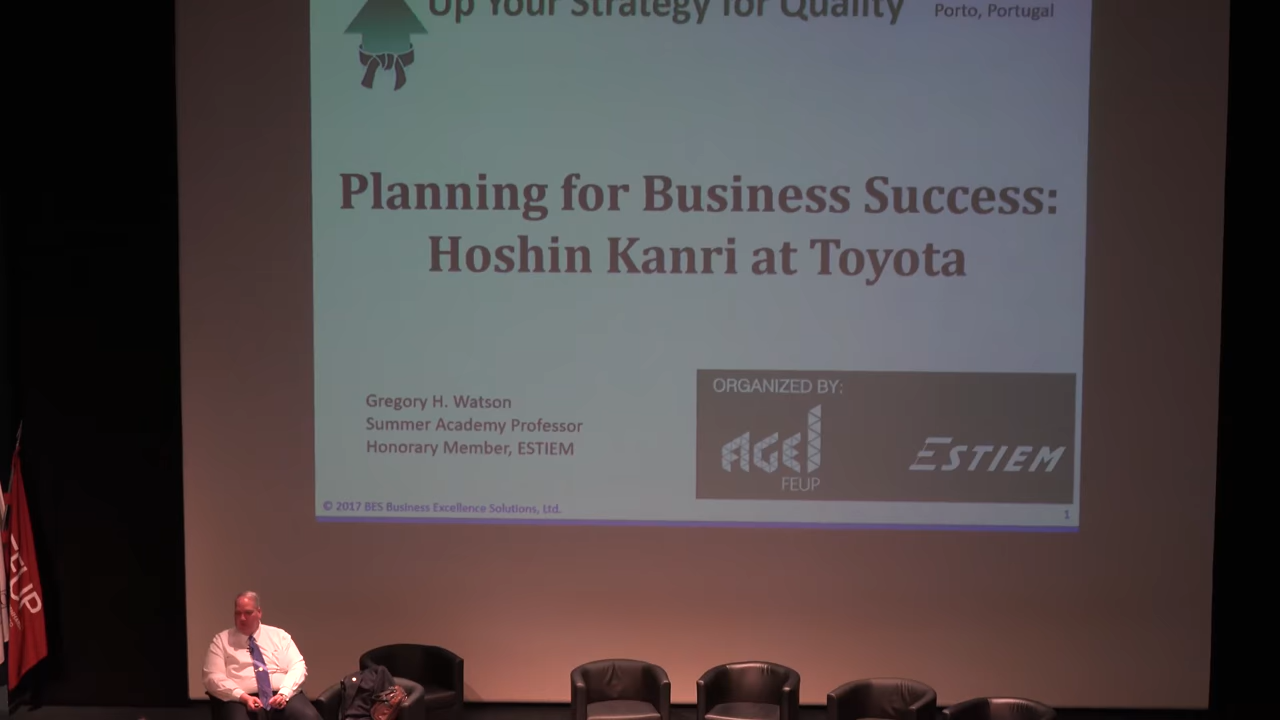 Up Your Strategy for Quality
Porto, Portugal
Planning for Business Success:
Hoshin Kanri at Toyota
Gregory H. Watson
Summer Academy Professor
Honorary Member, ESTIEM
ORGANIZED BY:
AGEI
FEUP
ESTIEM
© 2017 BES Business Excellence Solutions, Ltd.
1
FEUP